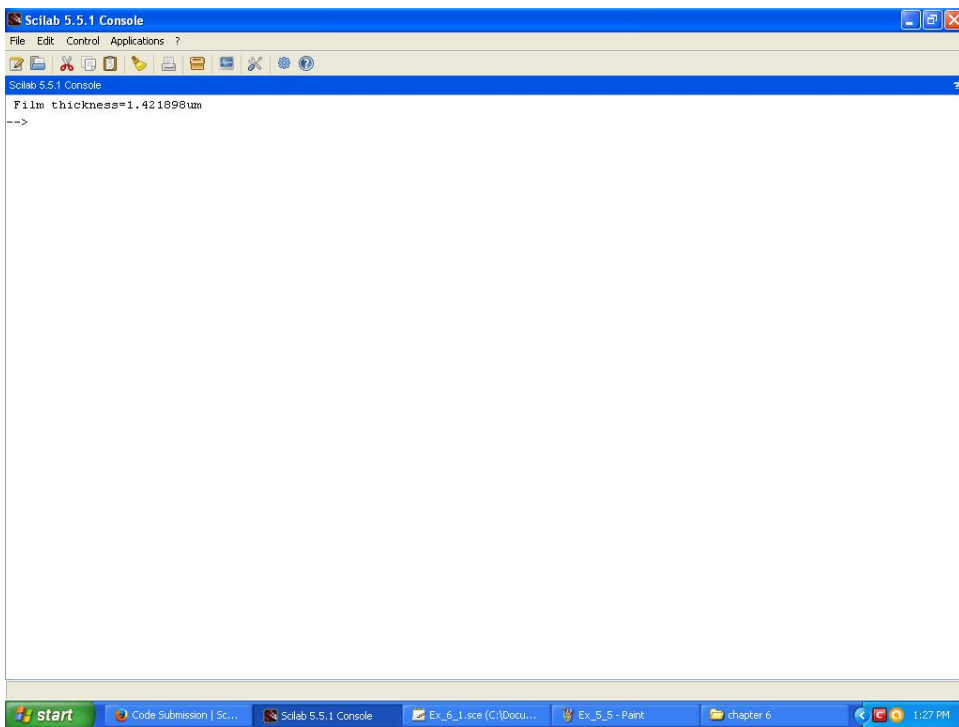 Scilab 5.5.1 Console
File Edit Control Applications ?
Scilab 5.5.1 Console ?
Film thickness=1.421898um
-->
start Code Submission | Sc... Scilab 5.5.1 Console Ex_6_1.sce (C:\Docu... Ex_5_5 - Paint chapter 6 1:27 PM